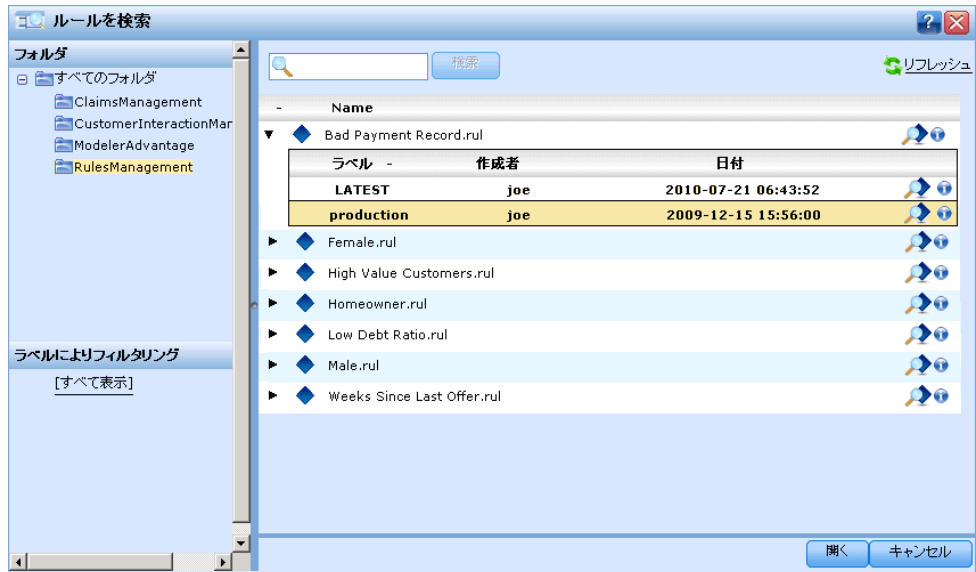 ルールを検索
?
フォルダ
すべてのフォルダ
ClaimsManagement
CustomerInteractionMar
ModelerAdvantage
RulesManagement
ラベルによりフィルタリング
[すべて表示]
検索
リフレッシュ
- Name
Bad Payment Record.rul
ラベル - 作成者 日付
LATEST joe 2010-07-21 06:43:52
production joe 2009-12-15 15:56:00
Female.rul
High Value Customers.rul
Homeowner.rul
Low Debt Ratio.rul
Male.rul
Weeks Since Last Offer.rul
開く キャンセル